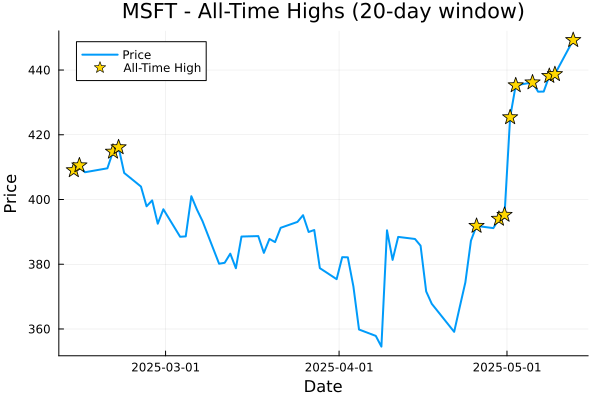 MSFT - All-Time Highs (20-day window)
Price
All-Time High
440
420
400
380
360
Price
2025-03-01
2025-04-01
2025-05-01
Date